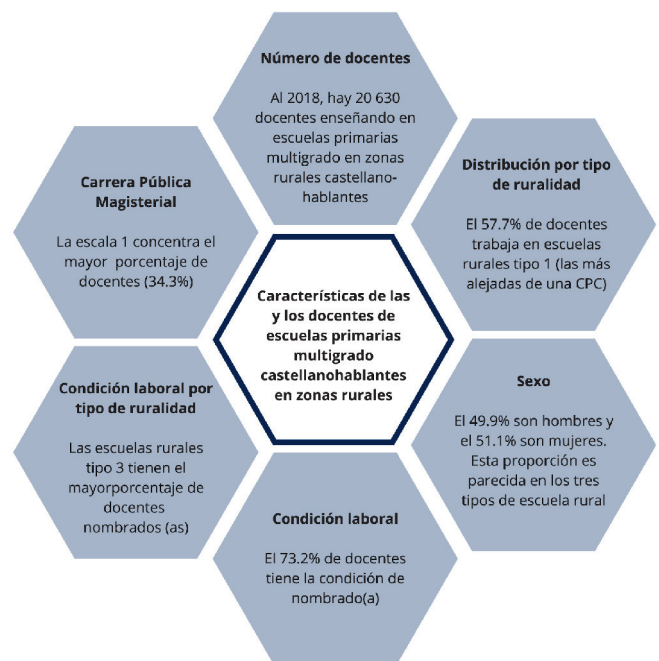 Número de docentes
Al 2018, hay 20 630
docentes enseñando en
escuelas primarias
multigrado en zonas
rurales castellano-
hablantes
Distribución por tipo
de ruralidad
El 57.7% de docentes
trabaja en escuelas
rurales tipo 1 (las más
alejadas de una CPC)
Carrera Pública
Magisterial
La escala 1 concentra el
mayor porcentaje de
docentes (34.3%)
Características de las
y los docentes de
escuelas primarias
multigrado
castellanohablantes
en zonas rurales
Sexo
El 49.9% son hombres y
el 51.1% son mujeres.
Esta proporción es
parecida en los tres
tipos de escuela rural
Condición laboral por
tipo de ruralidad
Las escuelas rurales
tipo 3 tienen el
mayorporcentaje de
docentes
nombrados (as)
Condición laboral
El 73.2% de docentes
tiene la condición de
nombrado(a)